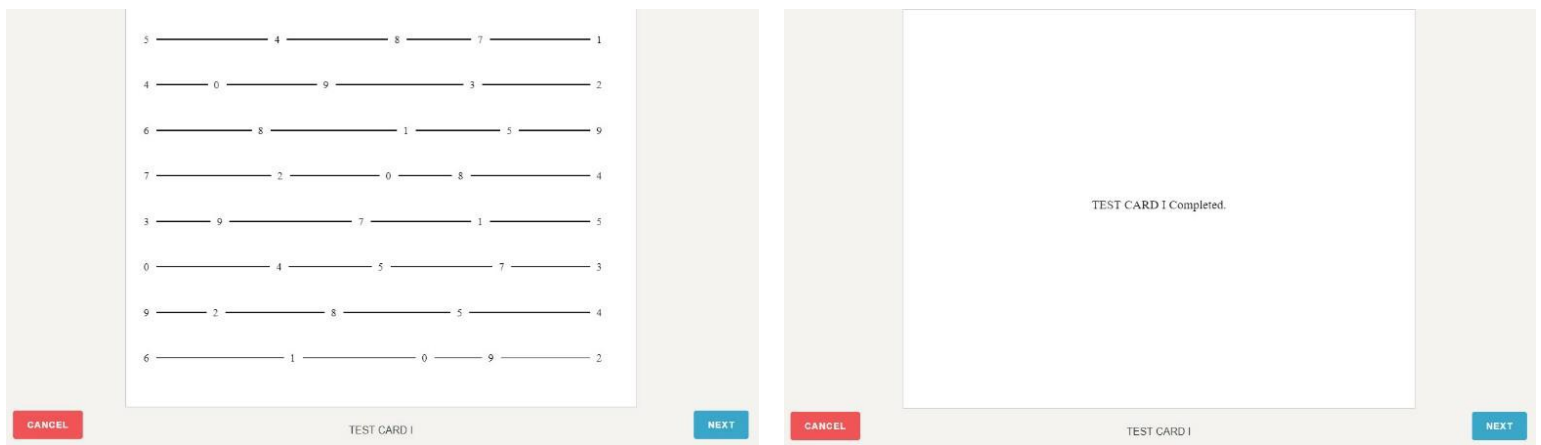 5 4 8 7 1
4 0 9 3 2
6 8 1 5 9
7 2 0 8 4
3 9 7 1 5
0 4 5 7 3
9 2 8 5 4
6 1 0 9 2
CANCEL
TEST CARD I
NEXT
TEST CARD I Completed.
CANCEL
TEST CARD I
NEXT